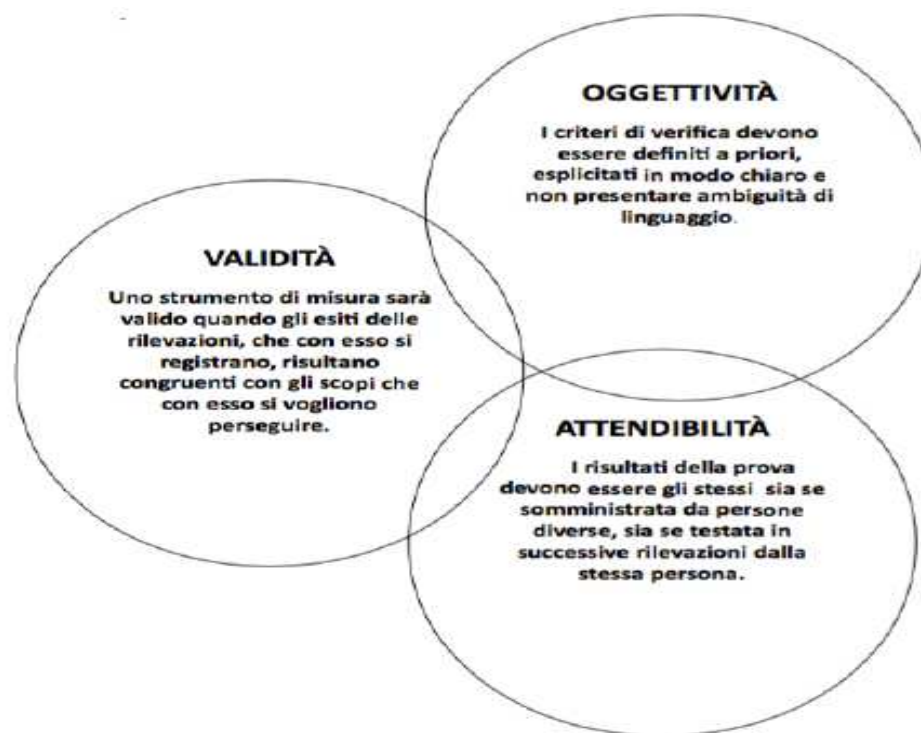 OGGETTIVITÀ
I criteri di verifica devono
essere definiti a priori,
esplicitati in modo chiaro e
non presentare ambiguità di
linguaggio.
VALIDITÀ
Uno strumento di misura sarà
valido quando gli esiti delle
rilevazioni, che con esso si
registrano, risultano
congruenti con gli scopi che
con esso si vogliono
perseguire.
ATTENDIBILITÀ
I risultati della prova
devono essere gli stessi sia se
somministrata da persone
diverse, sia se testata in
successive rilevazioni dalla
stessa persona.